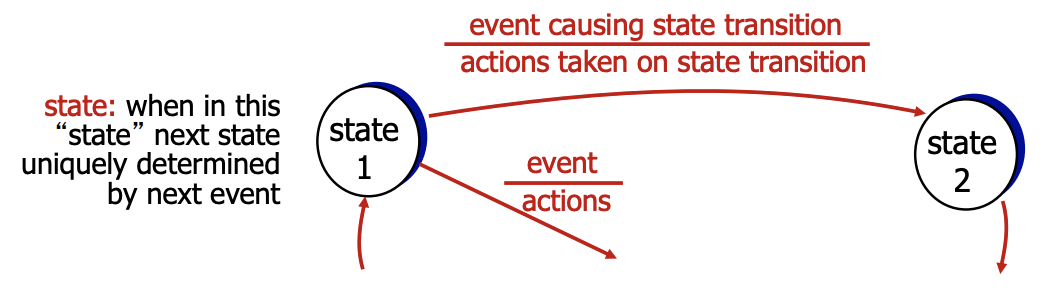 event causing state transition
actions taken on state transition
state: when in this
“state” next state
uniquely determined
by next event
state
1
event
actions
state
2